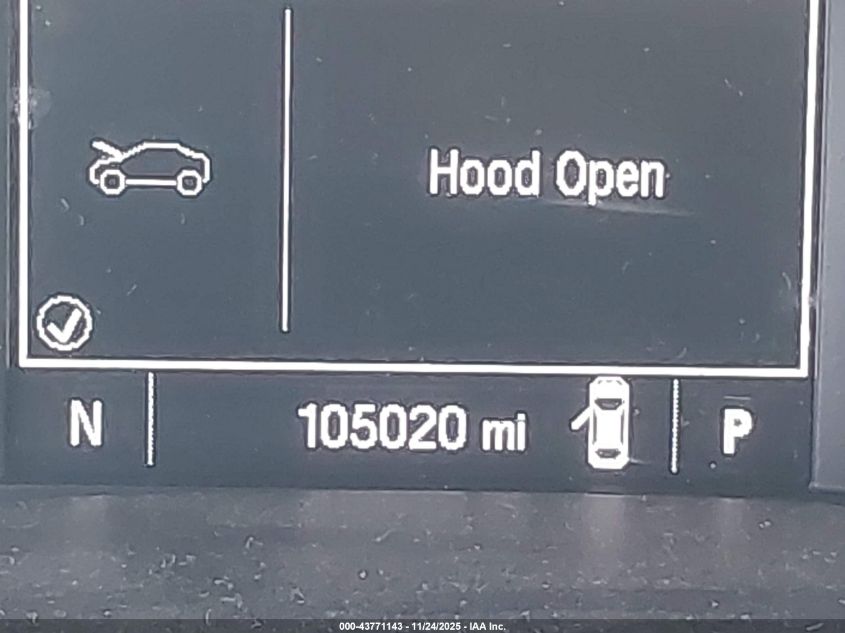 Hood Open
N 105020 mi P
000-43771143 - 11/24/2025 - IAA Inc.